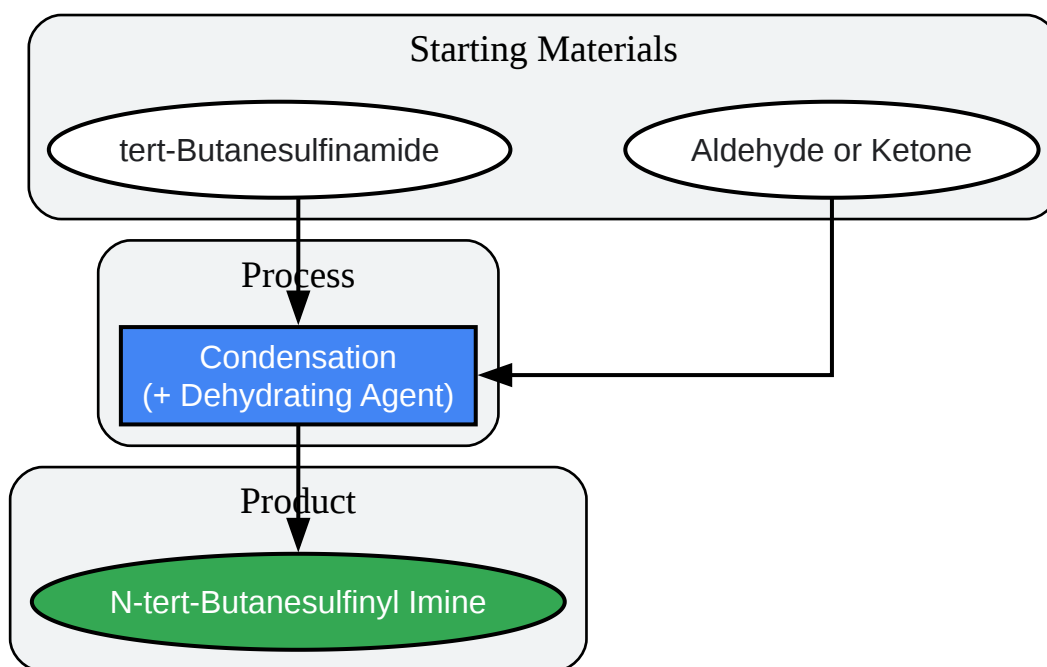 Starting Materials
tert-Butanesulfinamide
Aldehyde or Ketone
Process
Condensation
(+ Dehydrating Agent)
Product
N-tert-Butanesulfinyl Imine